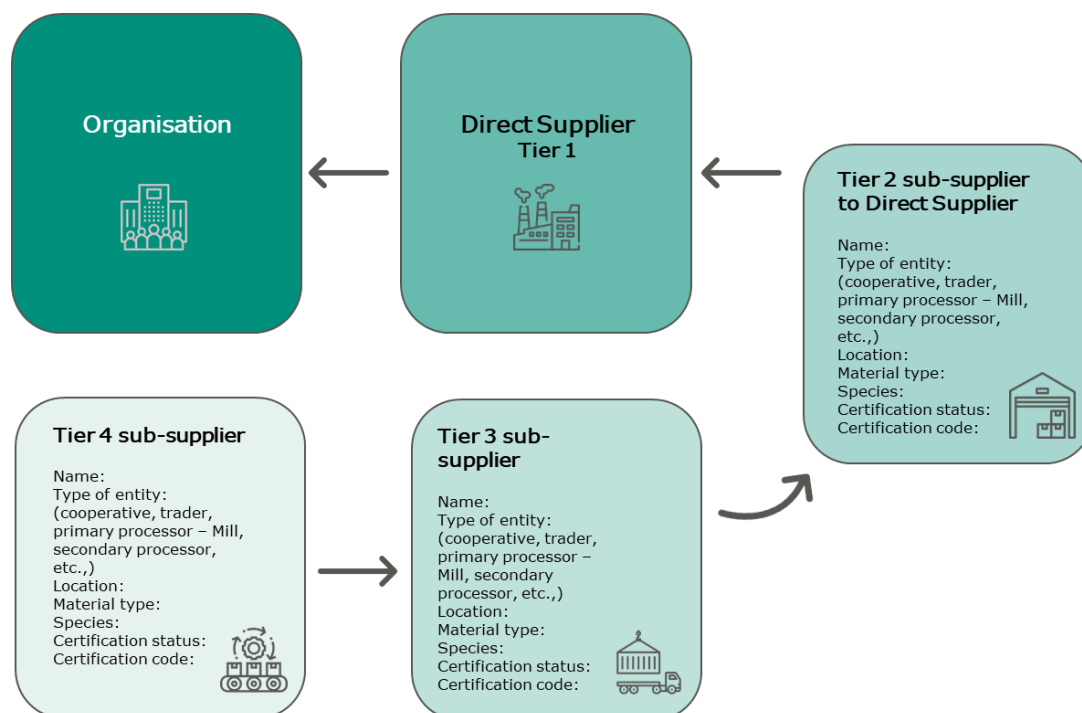 Organisation
Direct Supplier
Tier 1
Tier 2 sub-supplier
to Direct Supplier
Name:
Type of entity:
(cooperative, trader,
primary processor – Mill,
secondary processor,
etc.,)
Location:
Material type:
Species:
Certification status:
Certification code:
Tier 4 sub-supplier
Name:
Type of entity:
(cooperative, trader,
primary processor – Mill,
secondary processor,
etc.,)
Location:
Material type:
Species:
Certification status:
Certification code:
Tier 3 sub-
supplier
Name:
Type of entity:
(cooperative, trader,
primary processor –
Mill, secondary
processor, etc.,)
Location:
Material type:
Species:
Certification status:
Certification code: